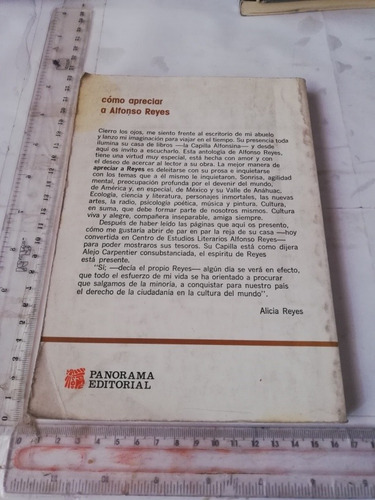 cómo apreciar
a Alfonso Reyes
Cierro los ojos, me siento frente al escritorio de mi abuelo
y lanzo mi imaginación para viajar en el tiempo. Su presencia toda
ilumina su casa de libros —la Capilla Alfonsina— y desde
aquí os invito a escucharlo. Esta antología de Alfonso Reyes,
tiene una virtud muy especial, está hecha con amor y con
el deseo de acercar al lector a su obra. La mejor manera de
apreciar a Reyes es deleitarse con su prosa e inquietarse
con los temas que a él mismo le inquietaron. Sonrisa, agilidad
mental, preocupación profunda por el devenir del mundo,
de América y, en especial, de México y su Valle de Anáhuac.
Ecología, ciencia y literatura, personajes inmortales, las nuevas
artes, la radio, psicología poética, música y pintura. Cultura,
en suma, que debe formar parte de nosotros mismos. Cultura
viva y alegre, compañera inseparable, amiga siempre.
Después de haber leído las páginas que aquí os presento,
cómo me gustaría abrir de par en par la reja de su casa —hoy
convertida en Centro de Estudios Literarios Alfonso Reyes—
para mostraros sus tesoros. Su Capilla está como dijera
Alejo Carpentier consubstanciada, el espíritu de Reyes
está presente.
"Sí; —decía el propio Reyes— algún día se verá en efecto,
que todo el esfuerzo de mi vida se ha orientado a procurar
que salgamos de la minoría, a conquistar para nuestro país
el derecho de la ciudadanía en la cultura del mundo".
Alicia Reyes
PANORAMA
EDITORIAL